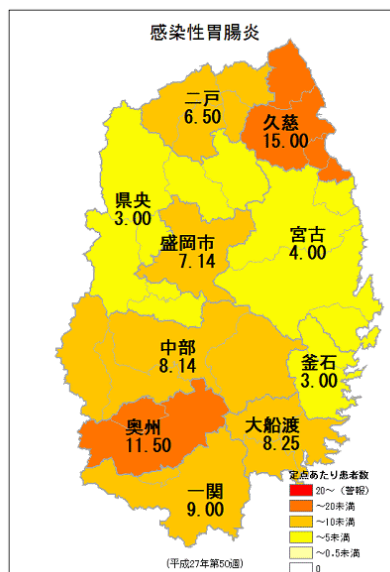 感染性胃腸炎
二戸
6.50
久慈
15.00
県央
3.00
盛岡市
7.14
宮古
4.00
中部
8.14
釜石
3.00
奥州
11.50
大船渡
8.25
一関
9.00
定点あたり患者数
20～（警報）
～20未満
～10未満
～5未満
～0.5未満
0
(平成27年第50週)